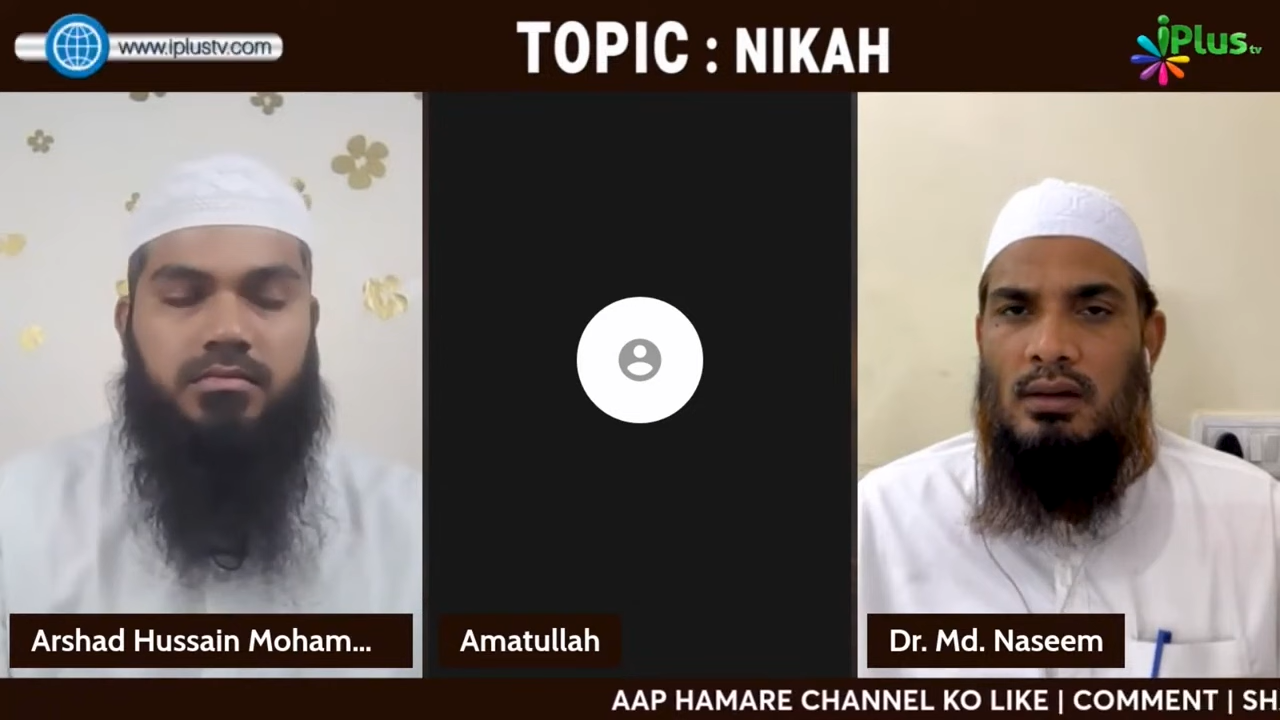 www.iplustv.com
TOPIC : NIKAH
iPlus tv
Arshad Hussain Moham...
Amatullah
Dr. Md. Naseem
AAP HAMARE CHANNEL KO LIKE | COMMENT | SH